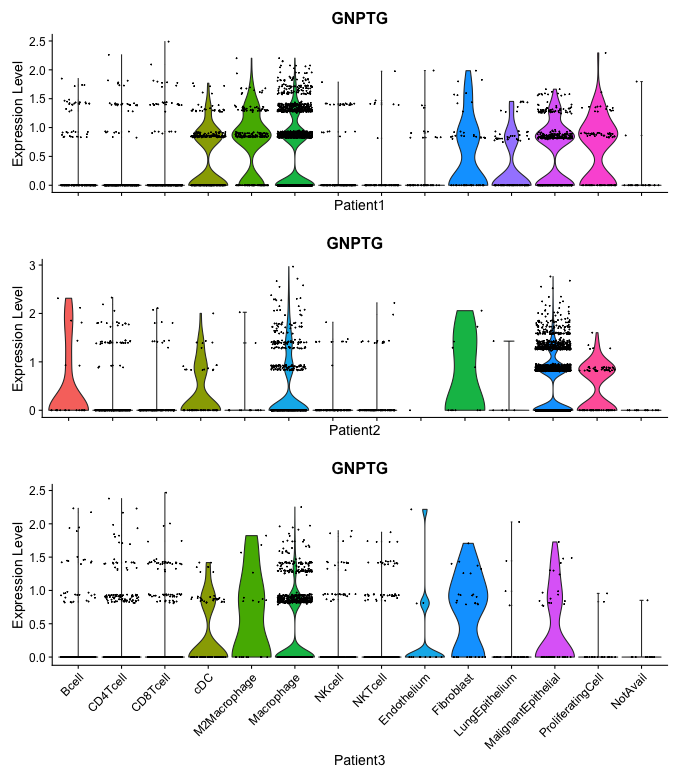 GNPTG
Expression Level
2.5
2.0
1.5
1.0
0.5
0.0
Patient1
GNPTG
Expression Level
3
2
1
0
Patient2
GNPTG
Expression Level
2.5
2.0
1.5
1.0
0.5
0.0
Bcell
CD4Tcell
CD8Tcell
cDC
M2Macrophage
Macrophage
NKcell
NKTcell
Endothelium
Fibroblast
LungEpithelium
MalignantEpithelial
ProliferatingCell
NotAvail
Patient3